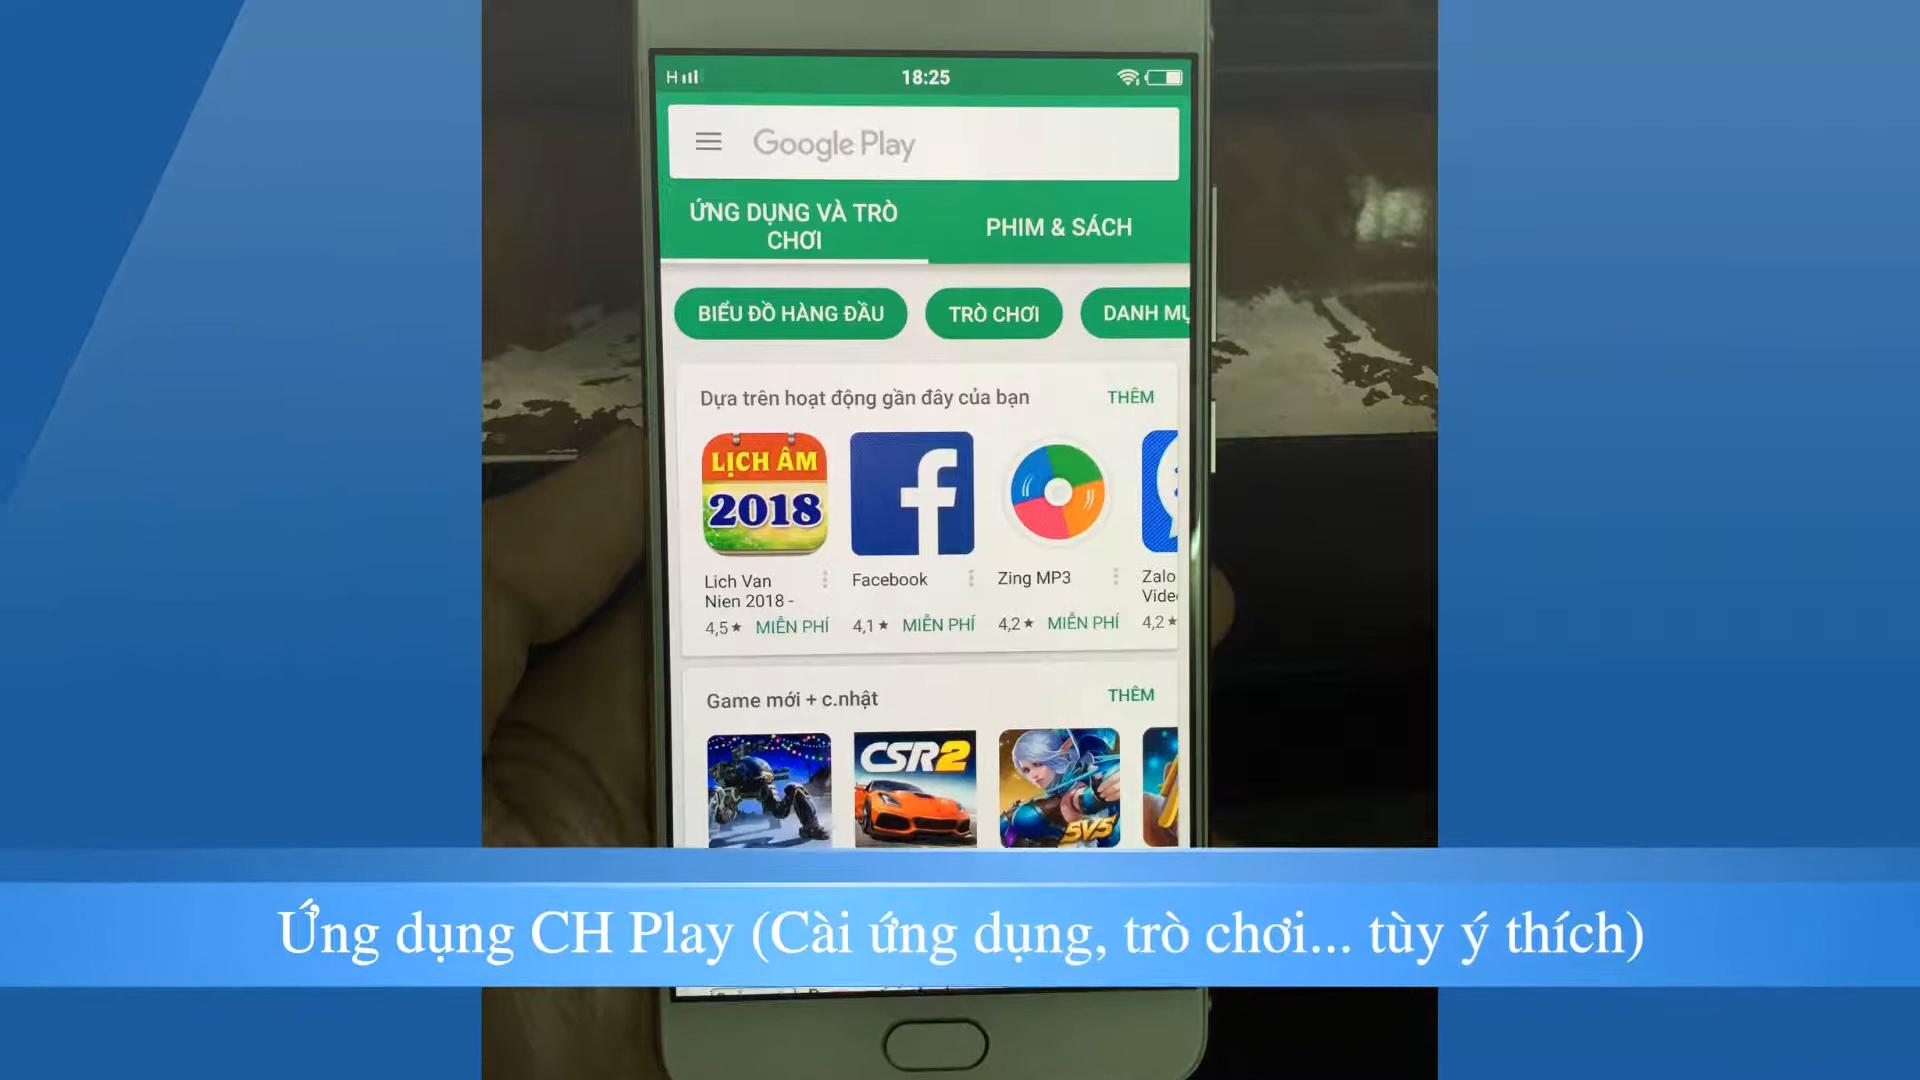 H
18:25
Google Play
ỨNG DỤNG VÀ TRÒ
CHƠI
PHIM & SÁCH
BIỂU ĐỒ HÀNG ĐẦU
TRÒ CHƠI
DANH MỤ
Dựa trên hoạt động gần đây của bạn
THÊM
LỊCH ÂM
2018
Lich Van
Nien 2018 -
4,5★ MIỄN PHÍ
Facebook
4,1★ MIỄN PHÍ
Zing MP3
4,2★ MIỄN PHÍ
Zalo
Vide
4,2★
Game mới + c.nhật
THÊM
CSR2
5V5
Ứng dụng CH Play (Cài ứng dụng, trò chơi... tùy ý thích)